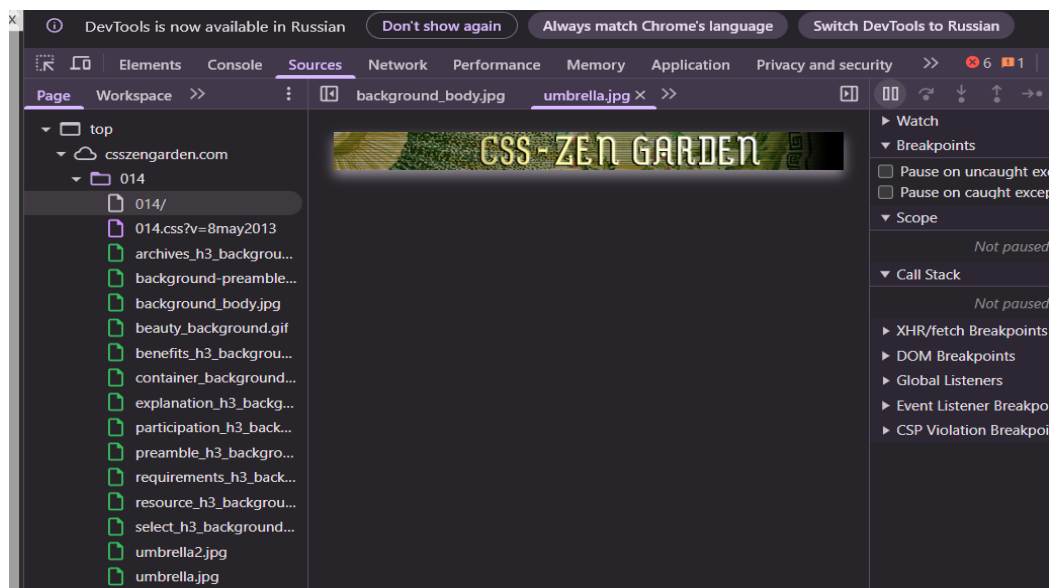 x
DevTools is now available in Russian Don't show again Always match Chrome's language Switch DevTools to Russian
Elements Console Sources Network Performance Memory Application Privacy and security >> 6 1
Page Workspace >> background_body.jpg umbrella.jpg × >>
top
csszengarden.com
014
014/
014.css?v=8may2013
archives_h3_backgrou...
background-preamble...
background_body.jpg
beauty_background.gif
benefits_h3_backgrou...
container_background...
explanation_h3_backg...
participation_h3_back...
preamble_h3_backgro...
requirements_h3_back...
resource_h3_backgrou...
select_h3_background...
umbrella2.jpg
umbrella.jpg
CSS - ZEN GARDEN
Watch
Breakpoints
Pause on uncaught exc
Pause on caught excep
Scope
Not paused
Call Stack
Not paused
XHR/fetch Breakpoints
DOM Breakpoints
Global Listeners
Event Listener Breakpo
CSP Violation Breakpoi